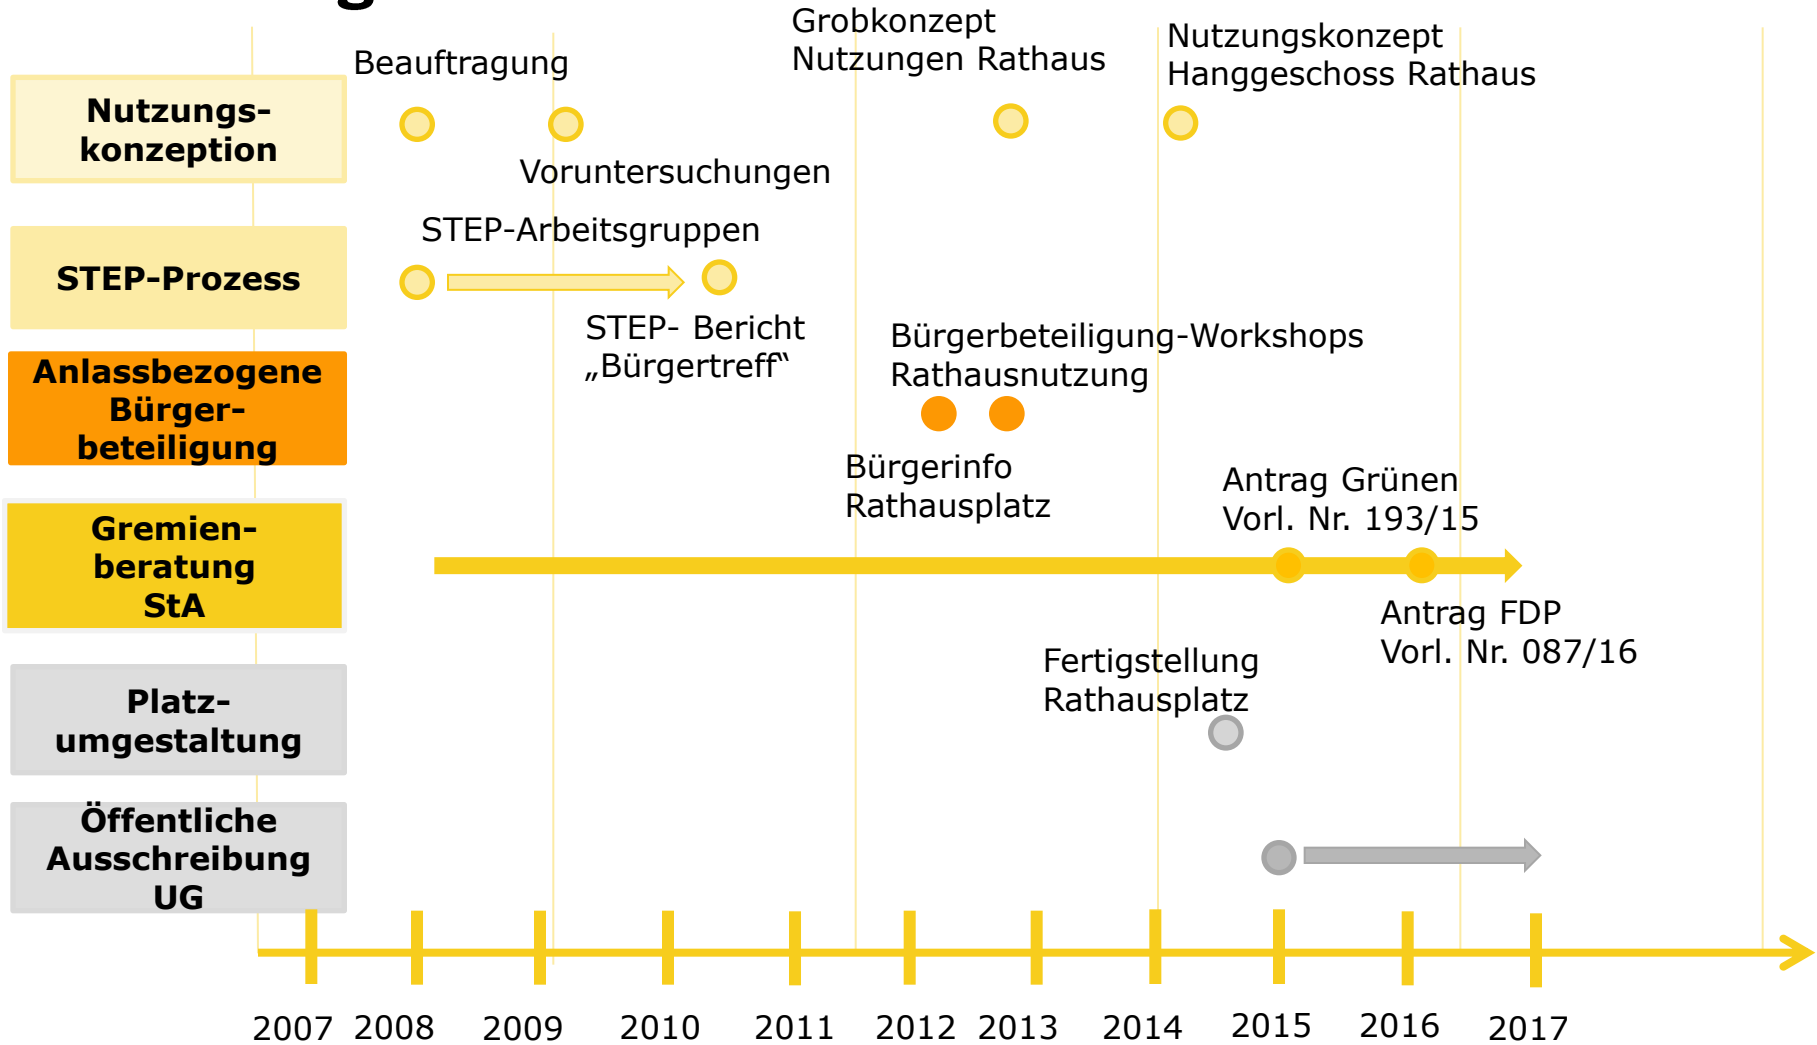 Beauftragung
Grobkonzept
Nutzungen Rathaus
Nutzungskonzept
Hanggeschoss Rathaus
Nutzungs-
konzeption
Voruntersuchungen
STEP-Arbeitsgruppen
STEP-Prozess
STEP- Bericht
„Bürgertreff“
Bürgerbeteiligung-Workshops
Rathausnutzung
Anlassbezogene
Bürger-
beteiligung
Bürgerinfo
Rathausplatz
Antrag Grünen
Vorl. Nr. 193/15
Gremien-
beratung
StA
Antrag FDP
Vorl. Nr. 087/16
Fertigstellung
Rathausplatz
Platz-
umgestaltung
Öffentliche
Ausschreibung
UG
2007 2008 2009 2010 2011 2012 2013 2014 2015 2016 2017